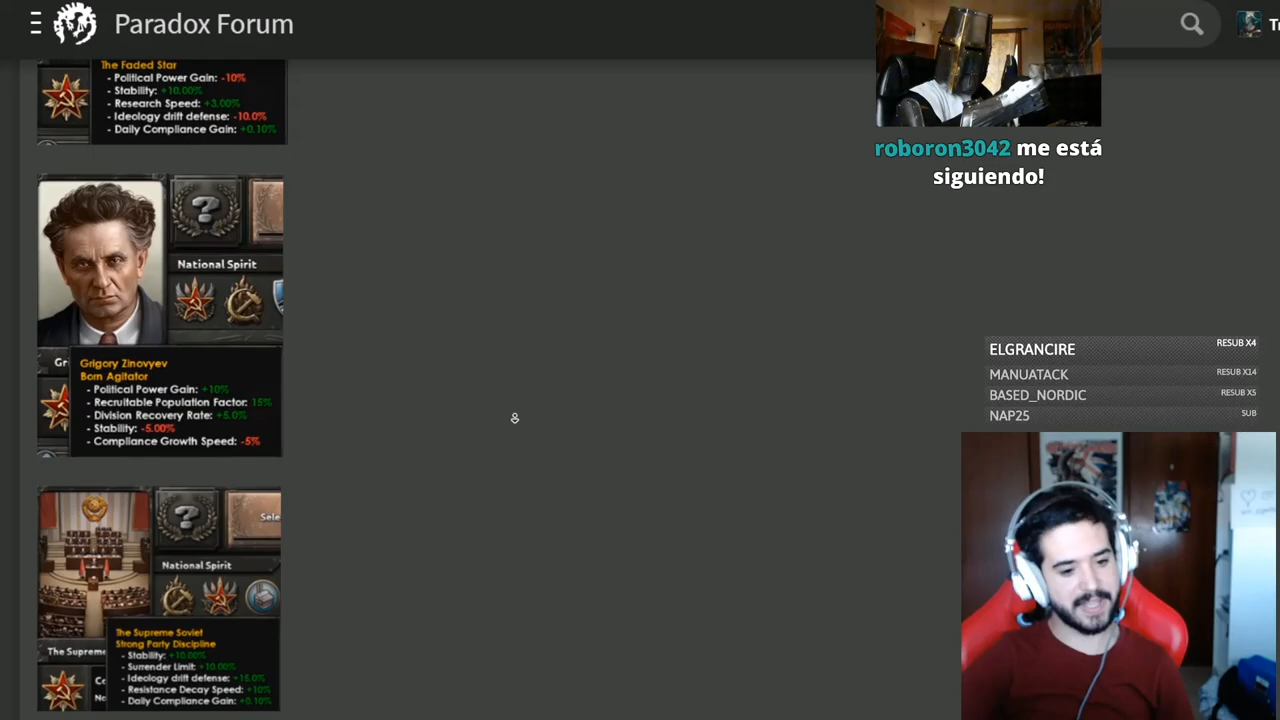 Paradox Forum
Tr
The Faded Star
- Political Power Gain: -10%
- Stability: +10.00%
- Research Speed: +3.00%
- Ideology drift defense: -10.0%
- Daily Compliance Gain: +0.10%
roboron3042 me está
siguiendo!
National Spirit
Gr
Grigory Zinovyev
Born Agitator
- Political Power Gain: +10%
- Recruitable Population Factor: 15%
- Division Recovery Rate: +5.0%
- Stability: -5.00%
- Compliance Growth Speed: -5%
ELGRANCIRE RESUB X4
MANUATACK RESUB X14
BASED_NORDIC RESUB X5
NAP25 SUB
Sele
National Spirit
The Supreme
The Supreme Soviet
Strong Party Discipline
- Stability: +10.00%
- Surrender Limit: +10.00%
- Ideology drift defense: +15.0%
- Resistance Decay Speed: +10%
- Daily Compliance Gain: +0.10%
Co
No